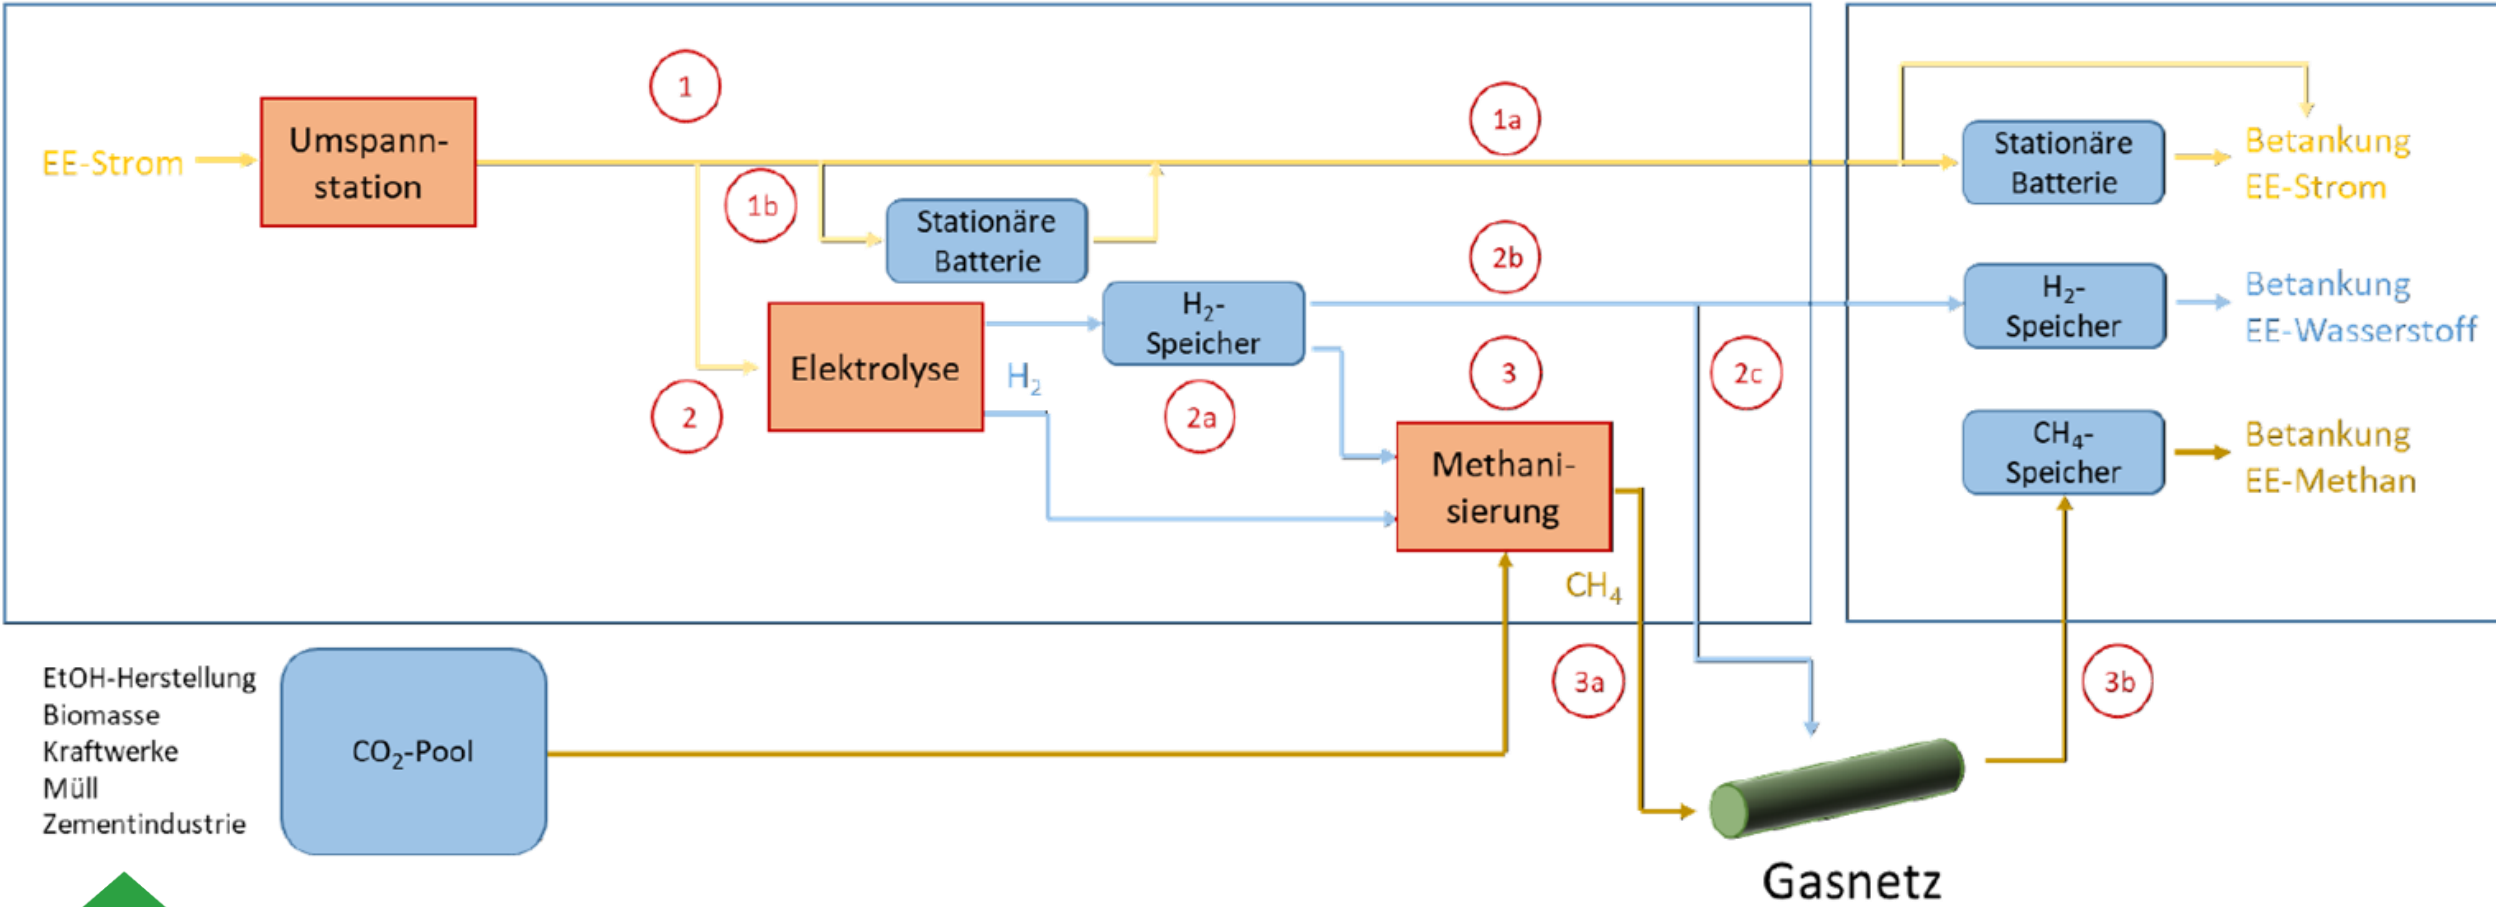 1
1a
Umspann-
station
EE-Strom
Stationäre
Batterie
Betankung
EE-Strom
1b
Stationäre
Batterie
2b
H2-
Speicher
H2-
Speicher
Betankung
EE-Wasserstoff
Elektrolyse
H2
3
2c
2
2a
CH4-
Speicher
Betankung
EE-Methan
Methani-
sierung
CH4
EtOH-Herstellung
Biomasse
Kraftwerke
Müll
Zementindustrie
CO2-Pool
3a
3b
Gasnetz